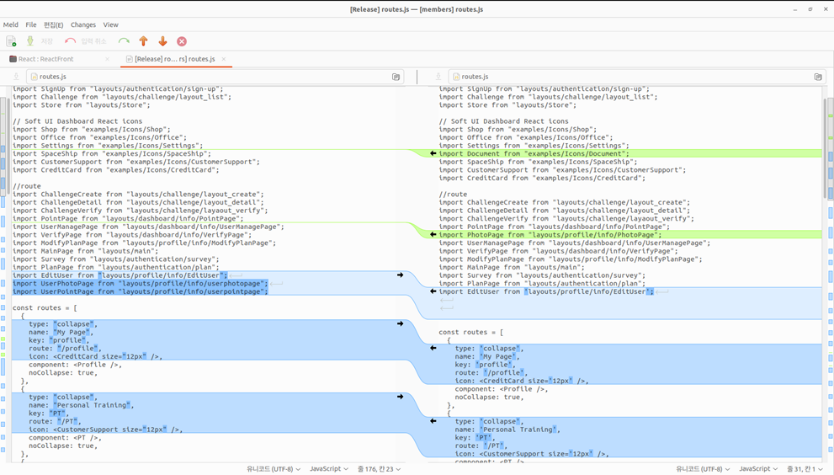 [Release] routes.js — [members] routes.js
Meld File 편집(E) Changes View
저장 입력 취소
React : ReactFront
[Release] ro… rs] routes.js
routes.js
import SignUp from "layouts/authentication/sign-up";
import Challenge from "layouts/challenge/layout_list";
import Store from "layouts/Store";
// Soft UI Dashboard React icons
import Shop from "examples/Icons/Shop";
import Office from "examples/Icons/Office";
import Settings from "examples/Icons/Settings";
import SpaceShip from "examples/Icons/SpaceShip";
import CustomerSupport from "examples/Icons/CustomerSupport";
import CreditCard from "examples/Icons/CreditCard";
//route
import ChallengeCreate from "layouts/challenge/layout_create";
import ChallengeDetail from "layouts/challenge/layout_detail";
import ChallengeVerify from "layouts/challenge/layaout_verify";
import PointPage from "layouts/dashboard/info/PointPage";
import UserManagePage from "layouts/dashboard/info/UserManagePage";
import VerifyPage from "layouts/dashboard/info/VerifyPage";
import ModifyPlanPage from "layouts/profile/info/ModifyPlanPage";
import MainPage from "layouts/main";
import Survey from "layouts/authentication/survey";
import PlanPage from "layouts/authentication/plan";
import EditUser from "layouts/profile/info/EditUser";
import UserPhotoPage from "layouts/profile/info/userphotopage";
import UserPointPage from "layouts/profile/info/userpointpage";
const routes = [
{
type: "collapse",
name: "My Page",
key: "profile",
route: "/profile",
icon: <CreditCard size="12px" />,
component: <Profile />,
noCollapse: true,
},
{
type: "collapse",
name: "Personal Training",
key: "PT",
route: "/PT",
icon: <CustomerSupport size="12px" />,
component: <PT />,
noCollapse: true,
},
유니코드 (UTF-8) JavaScript 줄 176, 칸 23
routes.js
import SignUp from "layouts/authentication/sign-up";
import Challenge from "layouts/challenge/layout_list";
import Store from "layouts/Store";
// Soft UI Dashboard React icons
import Shop from "examples/Icons/Shop";
import Office from "examples/Icons/Office";
import Settings from "examples/Icons/Settings";
import Document from "examples/Icons/Document";
import SpaceShip from "examples/Icons/SpaceShip";
import CustomerSupport from "examples/Icons/CustomerSupport";
import CreditCard from "examples/Icons/CreditCard";
//route
import ChallengeCreate from "layouts/challenge/layout_create";
import ChallengeDetail from "layouts/challenge/layout_detail";
import ChallengeVerify from "layouts/challenge/layaout_verify";
import PointPage from "layouts/dashboard/info/PointPage";
import PhotoPage from "layouts/profile/info/PhotoPage";
import UserManagePage from "layouts/dashboard/info/UserManagePage";
import VerifyPage from "layouts/dashboard/info/VerifyPage";
import ModifyPlanPage from "layouts/profile/info/ModifyPlanPage";
import MainPage from "layouts/main";
import Survey from "layouts/authentication/survey";
import PlanPage from "layouts/authentication/plan";
import EditUser from "layouts/profile/info/EditUser";
const routes = [
{
type: "collapse",
name: "My Page",
key: "profile",
route: "/profile",
icon: <CreditCard size="12px" />,
component: <Profile />,
noCollapse: true,
},
{
type: "collapse",
name: "Personal Training",
key: 'PT',
route: "/PT",
icon: <CustomerSupport size="12px" />,
component: <PT />,
유니코드 (UTF-8) JavaScript 줄 31, 칸 1